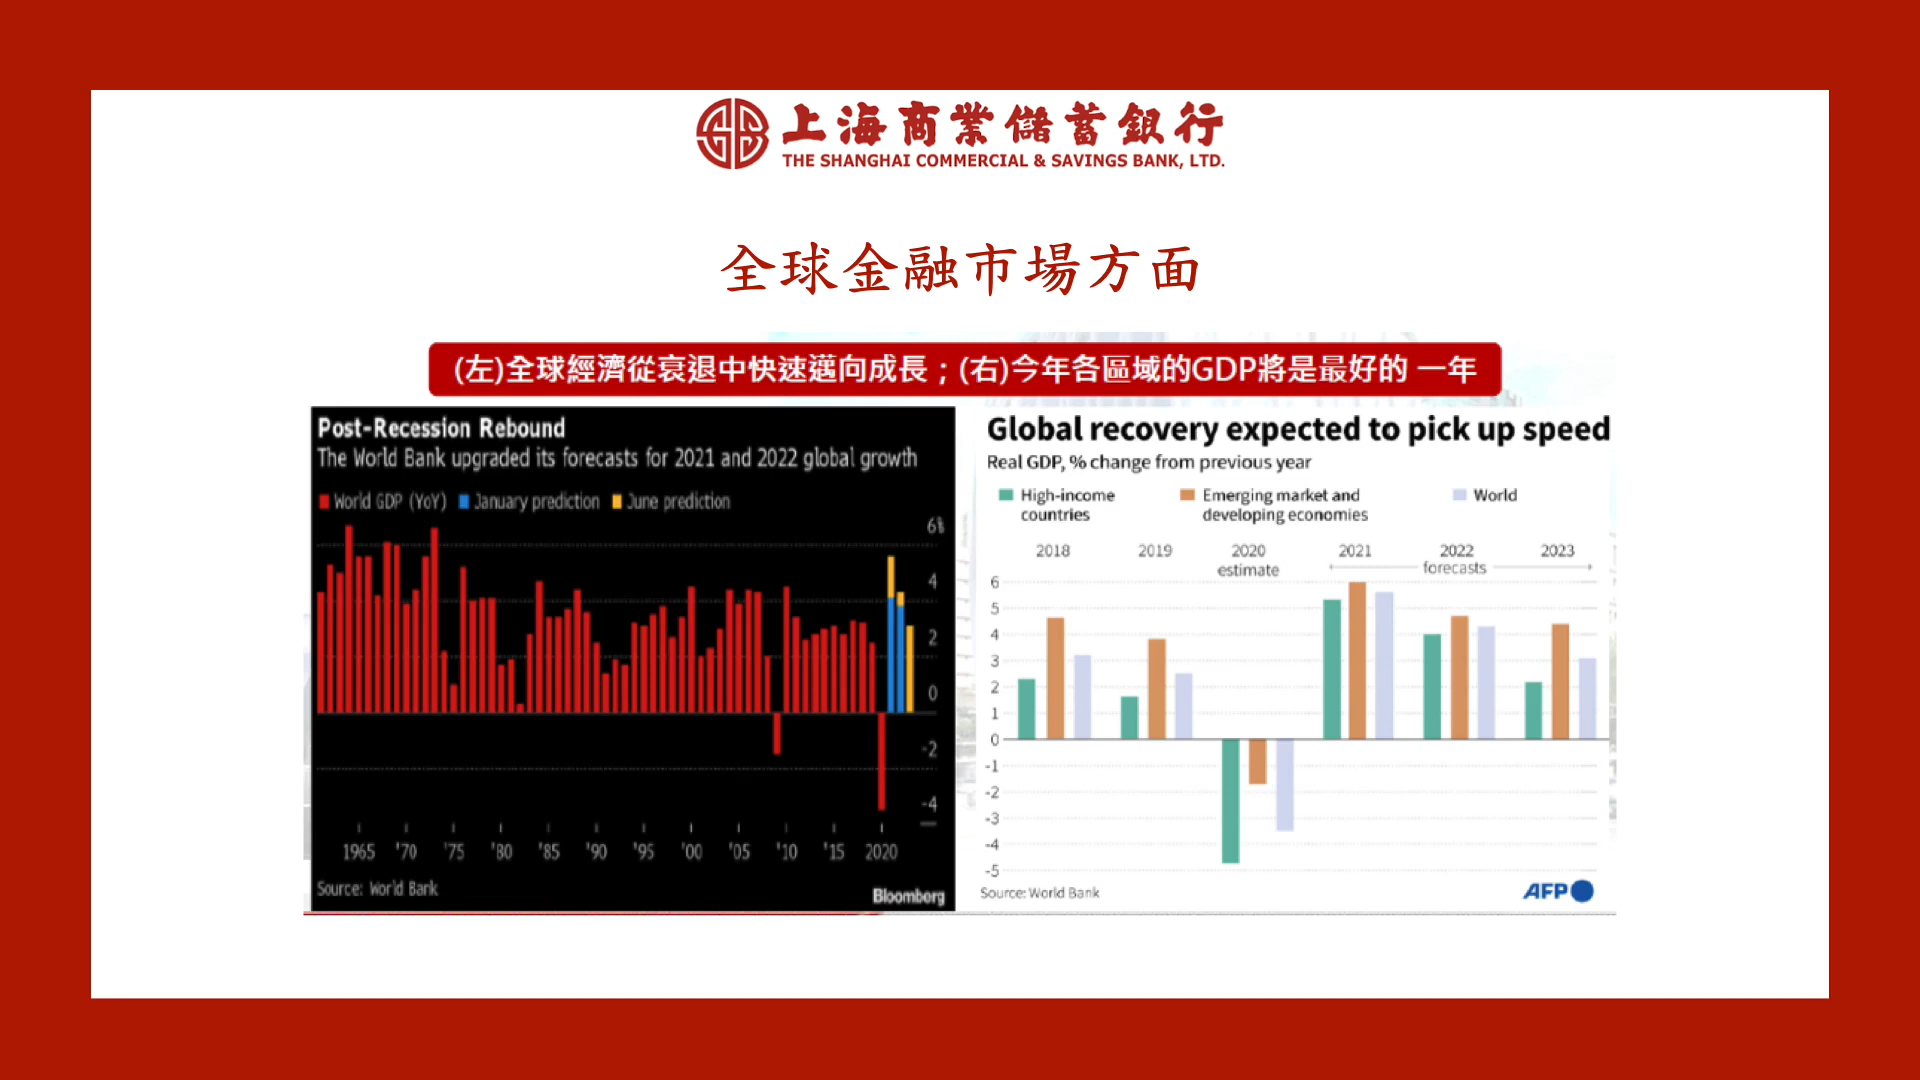 上海商業儲蓄銀行
THE SHANGHAI COMMERCIAL & SAVINGS BANK, LTD.
全球金融市場方面
(左)全球經濟從衰退中快速邁向成長；(右)今年各區域的GDP將是最好的 一年
Post-Recession Rebound
The World Bank upgraded its forecasts for 2021 and 2022 global growth
World GDP (YoY) January prediction June prediction
6%
4
2
0
-2
-4
1965 '70 '75 '80 '85 '90 '95 '00 '05 '10 '15 2020
Source: World Bank
Bloomberg
Global recovery expected to pick up speed
Real GDP, % change from previous year
High-income countries
Emerging market and developing economies
World
2018 2019 2020 2021 2022 2023
estimate forecasts
6
5
4
3
2
1
0
-1
-2
-3
-4
-5
Source: World Bank
AFP